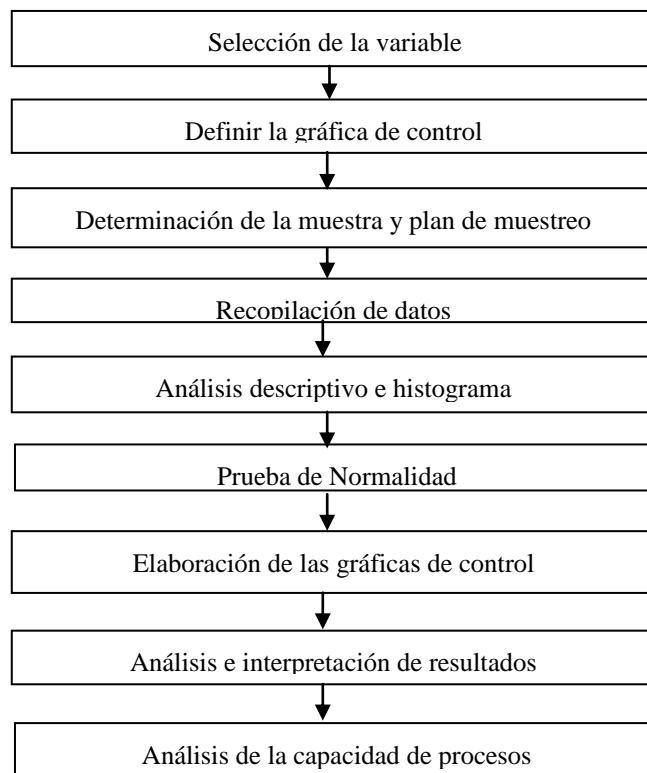 Selección de la variable
Definir la gráfica de control
Determinación de la muestra y plan de muestreo
Recopilación de datos
Análisis descriptivo e histograma
Prueba de Normalidad
Elaboración de las gráficas de control
Análisis e interpretación de resultados
Análisis de la capacidad de procesos